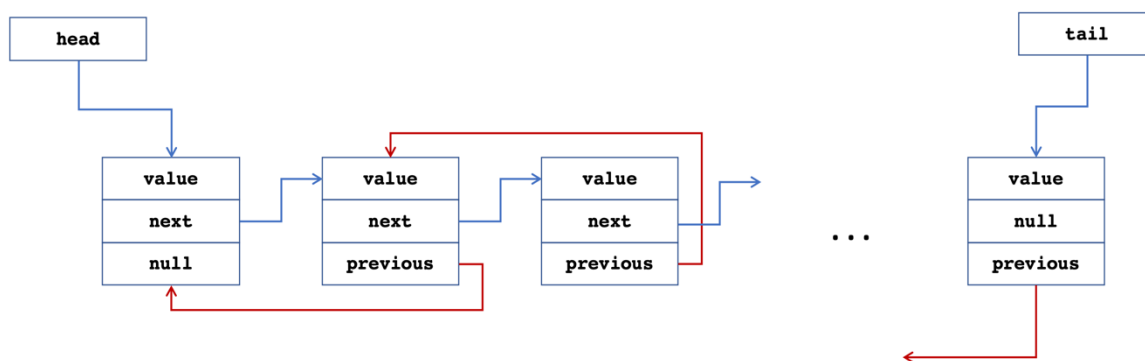 head
tail
value
next
null
value
next
previous
value
next
previous
...
value
null
previous